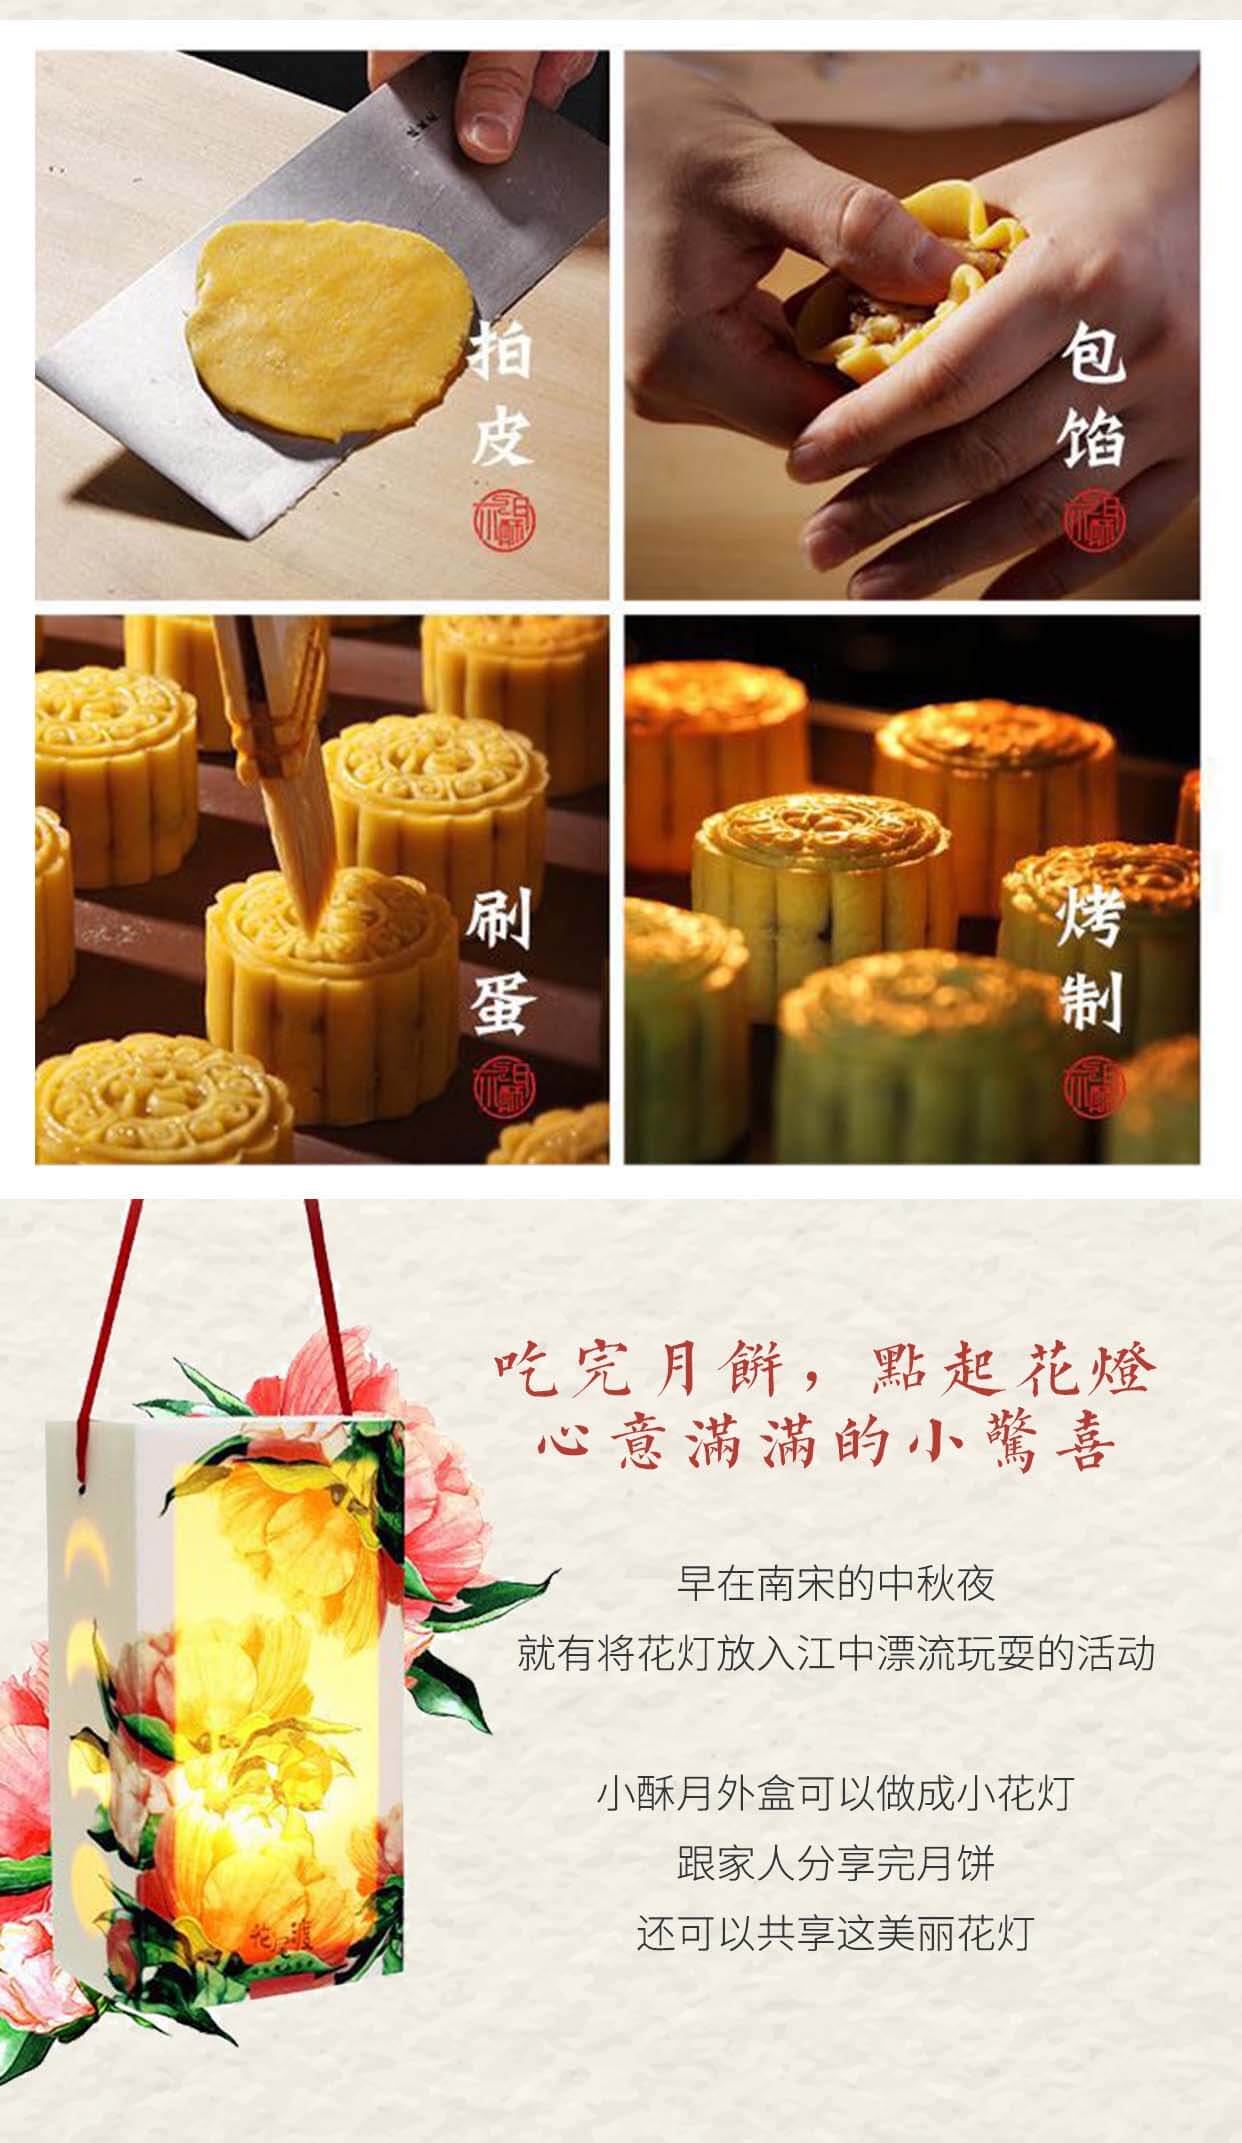 拍皮
包馅
刷蛋
烤制
吃完月餅，點起花燈
心意滿滿的小驚喜
早在南宋的中秋夜
就有将花灯放入江中漂流玩耍的活动
小酥月外盒可以做成小花灯
跟家人分享完月饼
还可以共享这美丽花灯